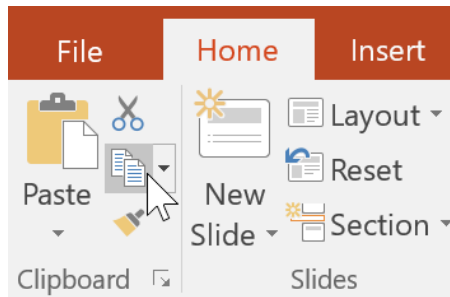 File Home Insert
Paste
New
Slide
Layout
Reset
Section
Clipboard
Slides